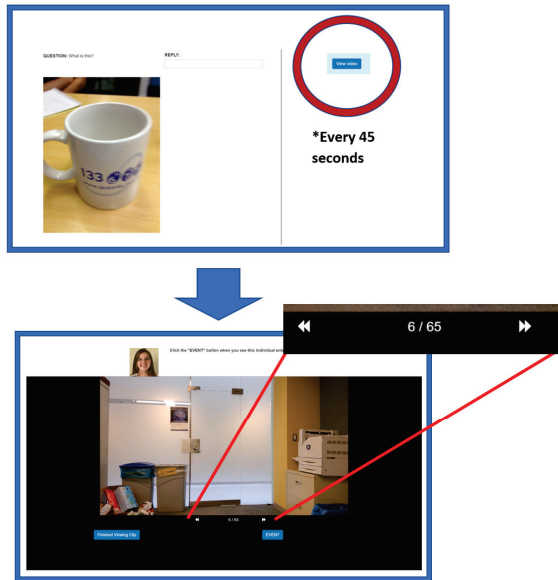 QUESTION: What is this?
REPLY:
View video
*Every 45
seconds
133
6 / 65
Click the "EVENT" button when you see this individual
6 / 65
Finished Viewing Clip
EVENT